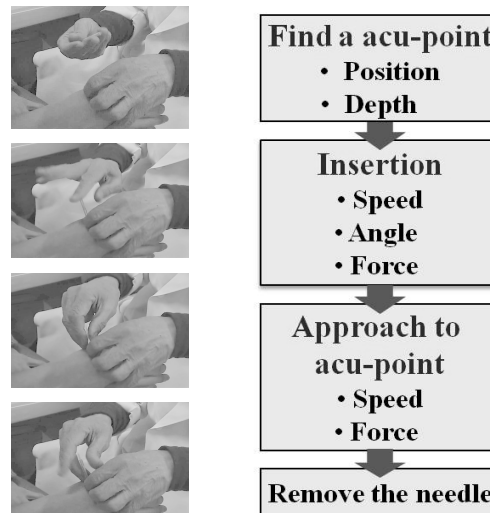 Find a acu-point
• Position
• Depth
Insertion
• Speed
• Angle
• Force
Approach to
acu-point
• Speed
• Force
Remove the needle